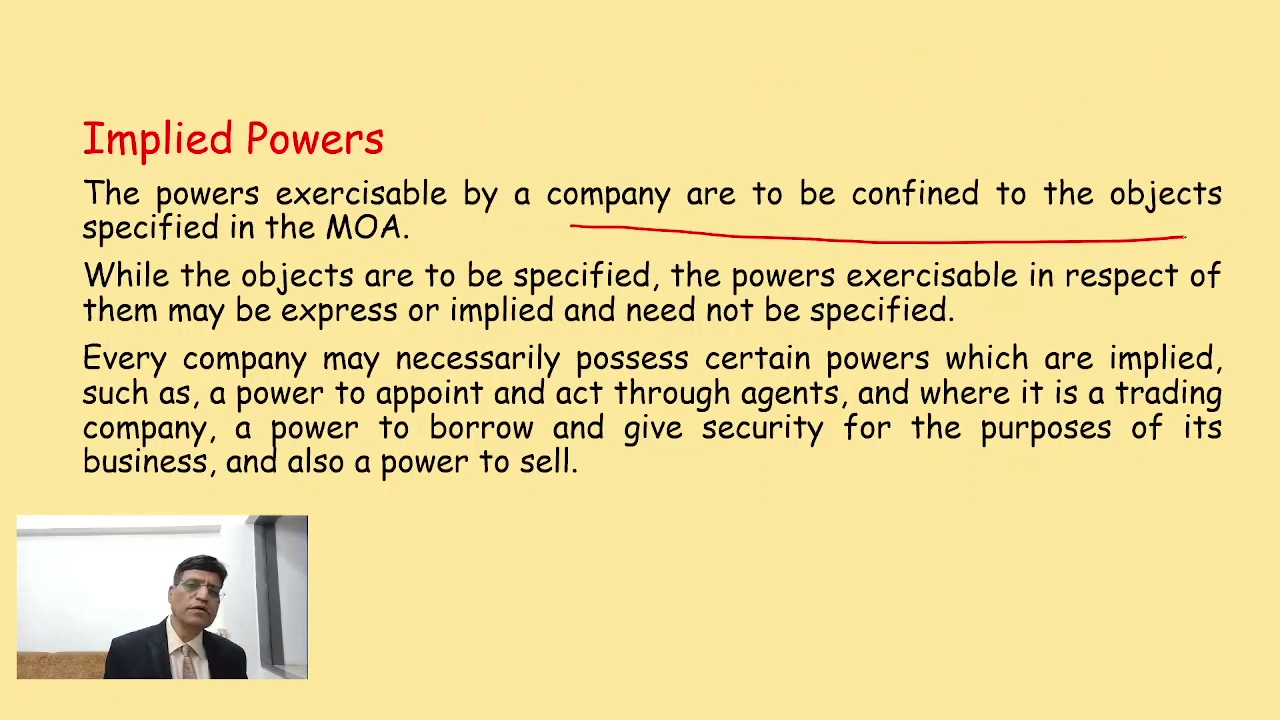 Implied Powers
The powers exercisable by a company are to be confined to the objects
specified in the MOA.
While the objects are to be specified, the powers exercisable in respect of
them may be express or implied and need not be specified.
Every company may necessarily possess certain powers which are implied,
such as, a power to appoint and act through agents, and where it is a trading
company, a power to borrow and give security for the purposes of its
business, and also a power to sell.